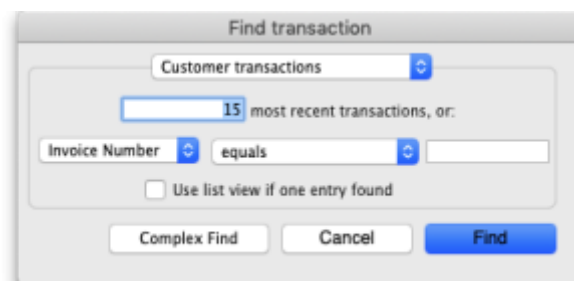 Find transaction
Customer transactions
15 most recent transactions, or:
Invoice Number equals
Use list view if one entry found
Complex Find Cancel Find